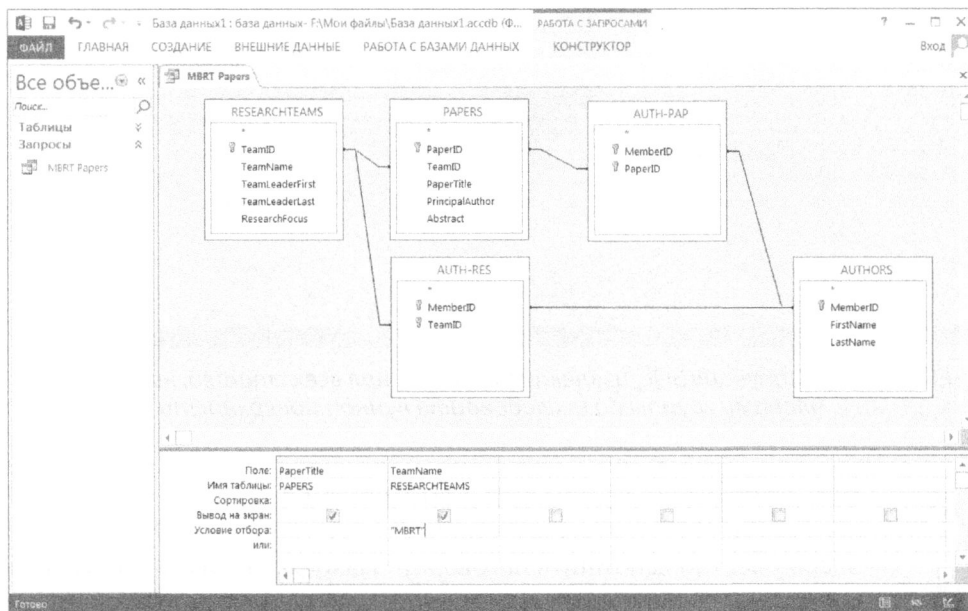 База данных1 : база данных- F:\Мои файлы\База данных1.accdb (Ф...
РАБОТА С ЗАПРОСАМИ
?
ФАЙЛ ГЛАВНАЯ СОЗДАНИЕ ВНЕШНИЕ ДАННЫЕ РАБОТА С БАЗАМИ ДАННЫХ КОНСТРУКТОР Вход
Все объе... «
Поиск...
Таблицы
Запросы
MBRT Papers
MBRT Papers
RESEARCHTEAMS
*
TeamID
TeamName
TeamLeaderFirst
TeamLeaderLast
ResearchFocus
PAPERS
*
PaperID
TeamID
PaperTitle
PrincipalAuthor
Abstract
AUTH-PAP
*
MemberID
PaperID
AUTH-RES
*
MemberID
TeamID
AUTHORS
*
MemberID
FirstName
LastName
Поле: PaperTitle TeamName
Имя таблицы: PAPERS RESEARCHTEAMS
Сортировка:
Вывод на экран:
Условие отбора: "MBRT"
или:
Готово